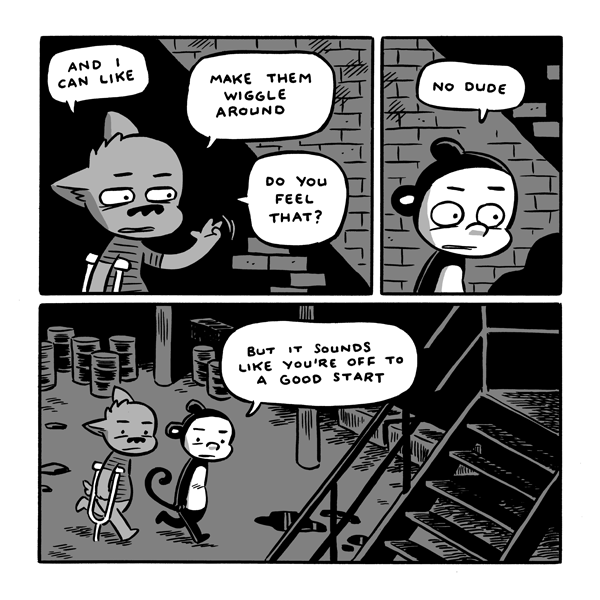 AND I
CAN LIKE
MAKE THEM
WIGGLE
AROUND
DO YOU
FEEL
THAT?
NO DUDE
BUT IT SOUNDS
LIKE YOU'RE OFF TO
A GOOD START